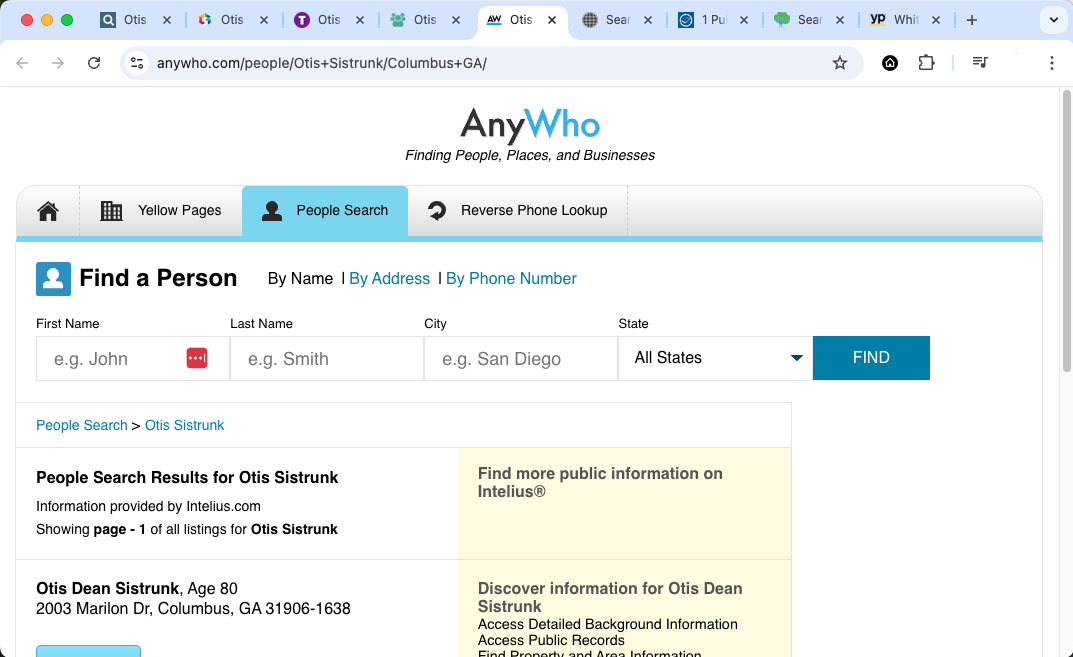 Otis
Otis
Otis
Otis
AW Otis
Sear
1 Pu
Sear
yp Whit
anywho.com/people/Otis+Sistrunk/Columbus+GA/
AnyWho
Finding People, Places, and Businesses
Yellow Pages
People Search
Reverse Phone Lookup
Find a Person By Name | By Address | By Phone Number
First Name Last Name City State
e.g. John e.g. Smith e.g. San Diego All States FIND
People Search > Otis Sistrunk
People Search Results for Otis Sistrunk
Information provided by Intelius.com
Showing page - 1 of all listings for Otis Sistrunk
Find more public information on
Intelius®
Otis Dean Sistrunk, Age 80
2003 Marilon Dr, Columbus, GA 31906-1638
Discover information for Otis Dean
Sistrunk
Access Detailed Background Information
Access Public Records
Find Property and Area Information